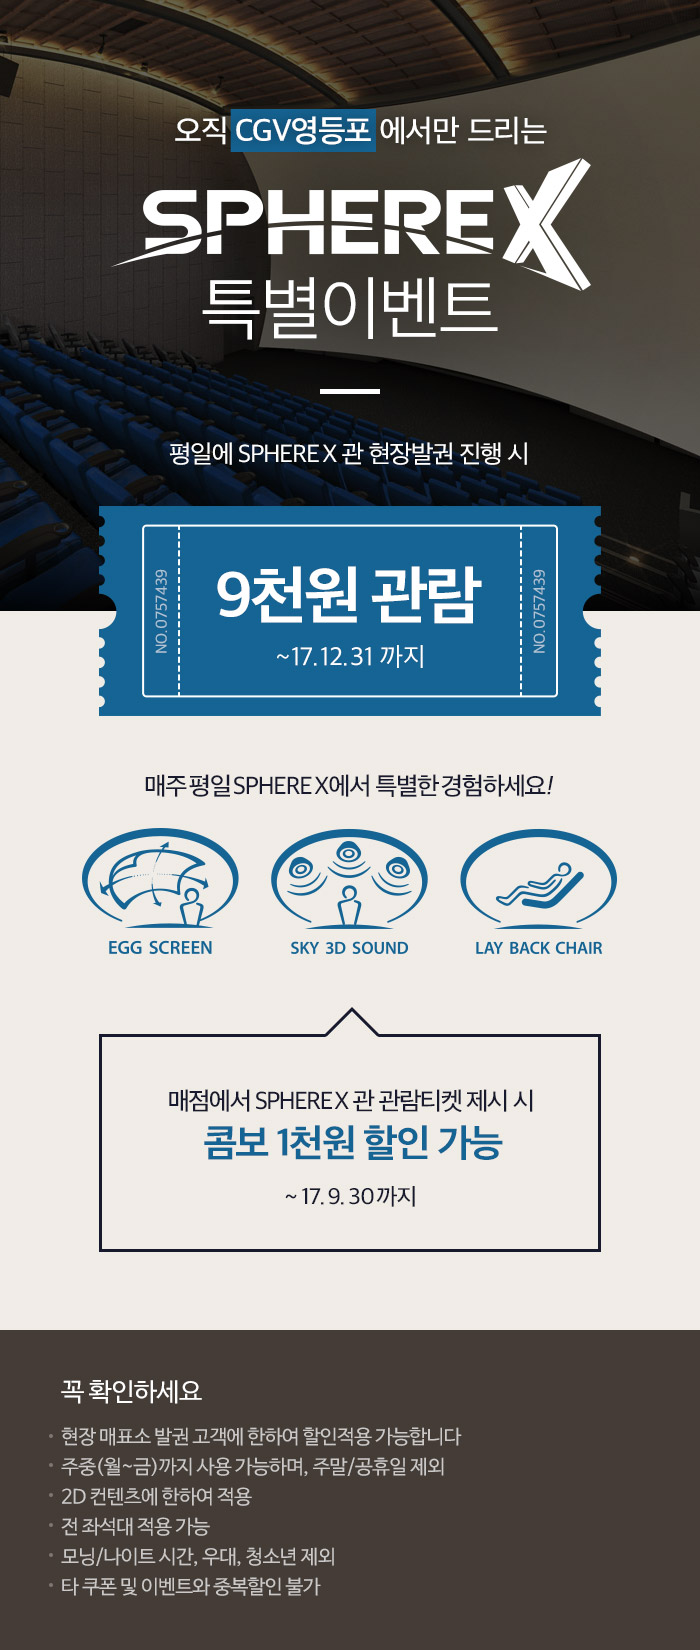 오직 CGV영등포 에서만 드리는
SPHEREX
특별이벤트
평일에 SPHERE X 관 현장발권 진행 시
NO. 0757439
9천원 관람
~17. 12. 31 까지
NO. 0757439
매주 평일 SPHERE X에서 특별한 경험하세요!
EGG SCREEN
SKY 3D SOUND
LAY BACK CHAIR
매점에서 SPHERE X 관 관람티켓 제시 시
콤보 1천원 할인 가능
~ 17. 9. 30까지
꼭 확인하세요
· 현장 매표소 발권 고객에 한하여 할인적용 가능합니다
· 주중(월~금)까지 사용 가능하며, 주말/공휴일 제외
· 2D 컨텐츠에 한하여 적용
· 전 좌석대 적용 가능
· 모닝/나이트 시간, 우대, 청소년 제외
· 타 쿠폰 및 이벤트와 중복할인 불가